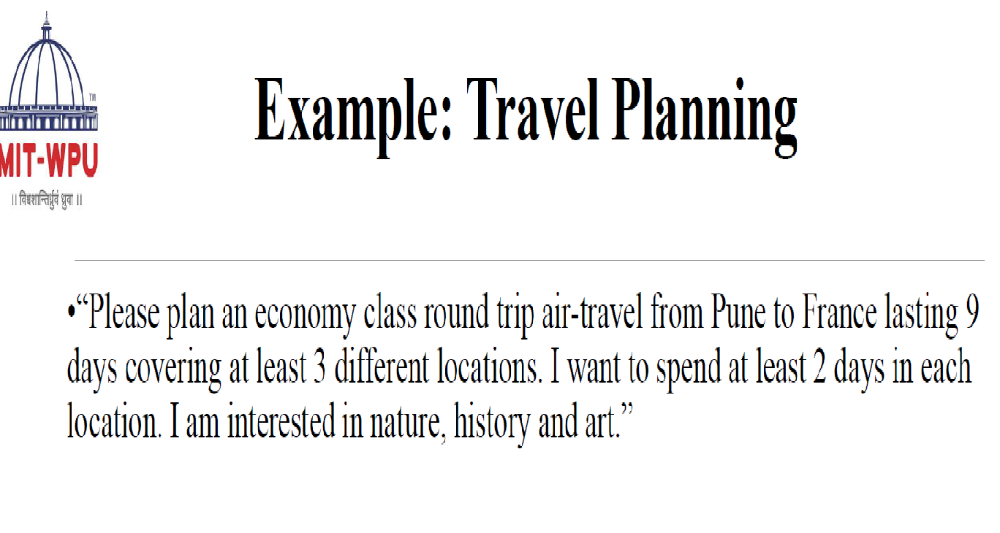 Example: Travel Planning
TM
MIT-WPU
॥ विश्वशान्तिर्ध्रुवं ध्रुवा ॥
•“Please plan an economy class round trip air-travel from Pune to France lasting 9
days covering at least 3 different locations. I want to spend at least 2 days in each
location. I am interested in nature, history and art.”